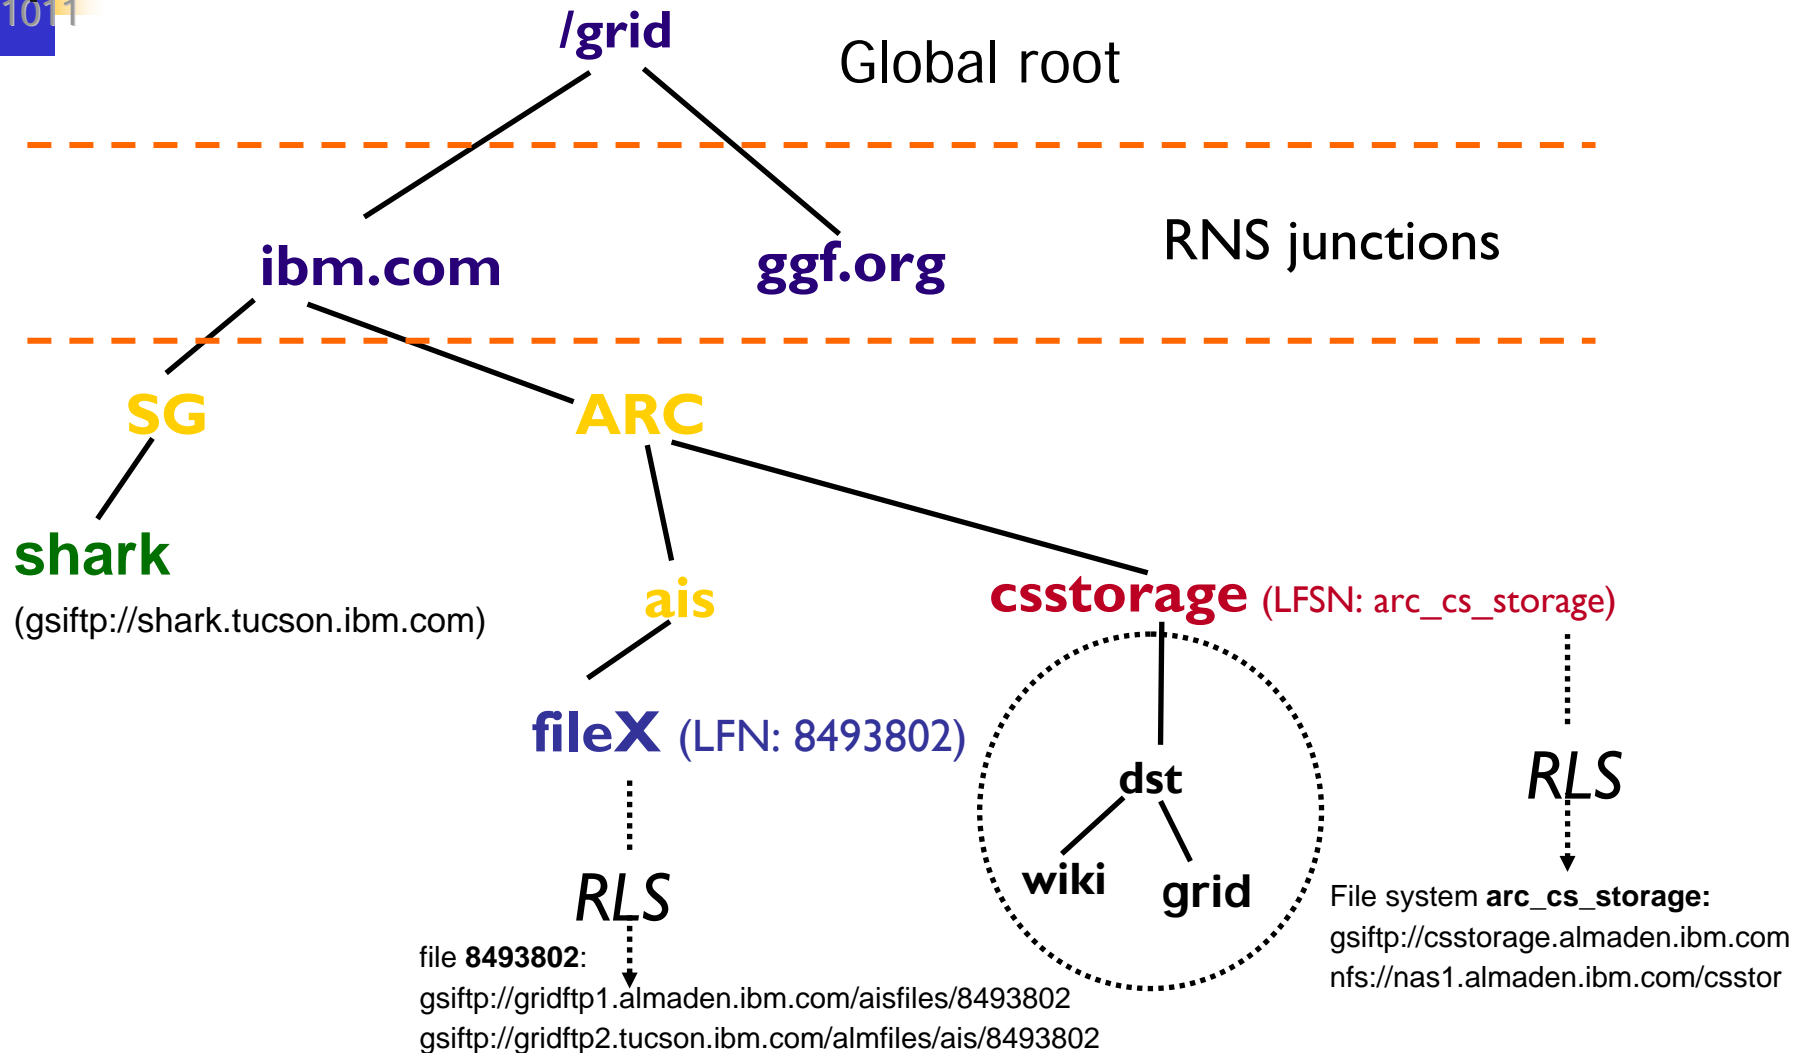 1011
/grid
Global root
ibm.com
ggf.org
RNS junctions
SG
ARC
shark
(gsiftp://shark.tucson.ibm.com)
ais
csstorage (LFSN: arc_cs_storage)
fileX (LFN: 8493802)
dst
wiki
grid
RLS
File system arc_cs_storage:
gsiftp://csstorage.almaden.ibm.com
nfs://nas1.almaden.ibm.com/csstor
RLS
file 8493802:
gsiftp://gridftp1.almaden.ibm.com/aisfiles/8493802
gsiftp://gridftp2.tucson.ibm.com/almfiles/ais/8493802